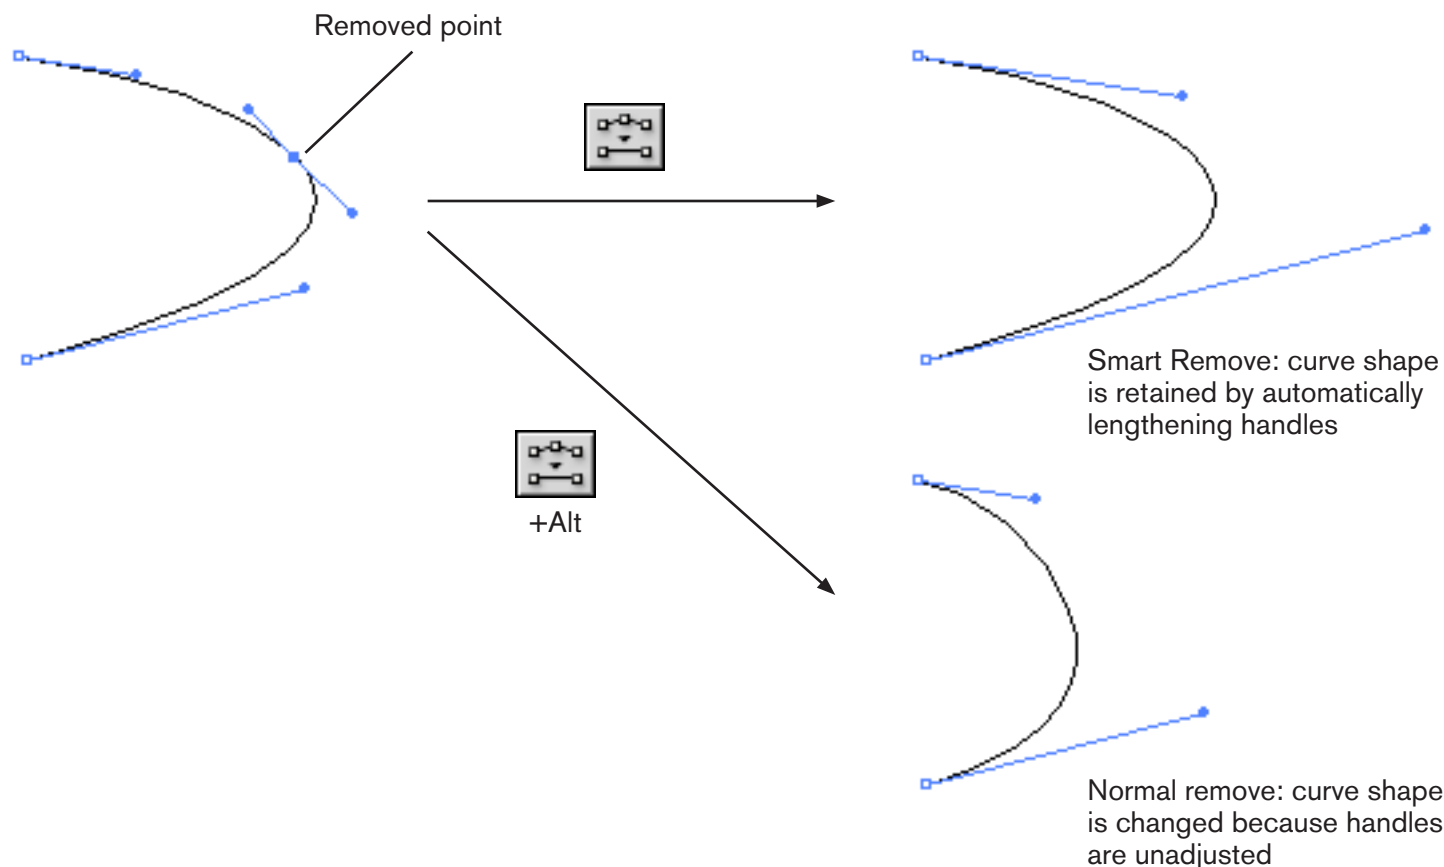 Removed point
Smart Remove: curve shape
is retained by automatically
lengthening handles
+Alt
Normal remove: curve shape
is changed because handles
are unadjusted